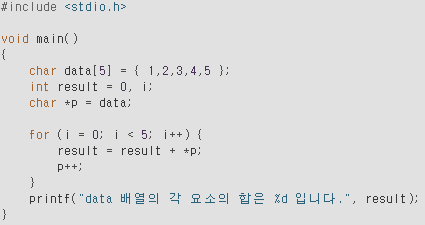 #include <stdio.h>
void main()
{
char data[5] = { 1,2,3,4,5 };
int result = 0, i;
char *p = data;
for (i = 0; i < 5; i++) {
result = result + *p;
p++;
}
printf("data 배열의 각 요소의 합은 %d 입니다.", result);
}